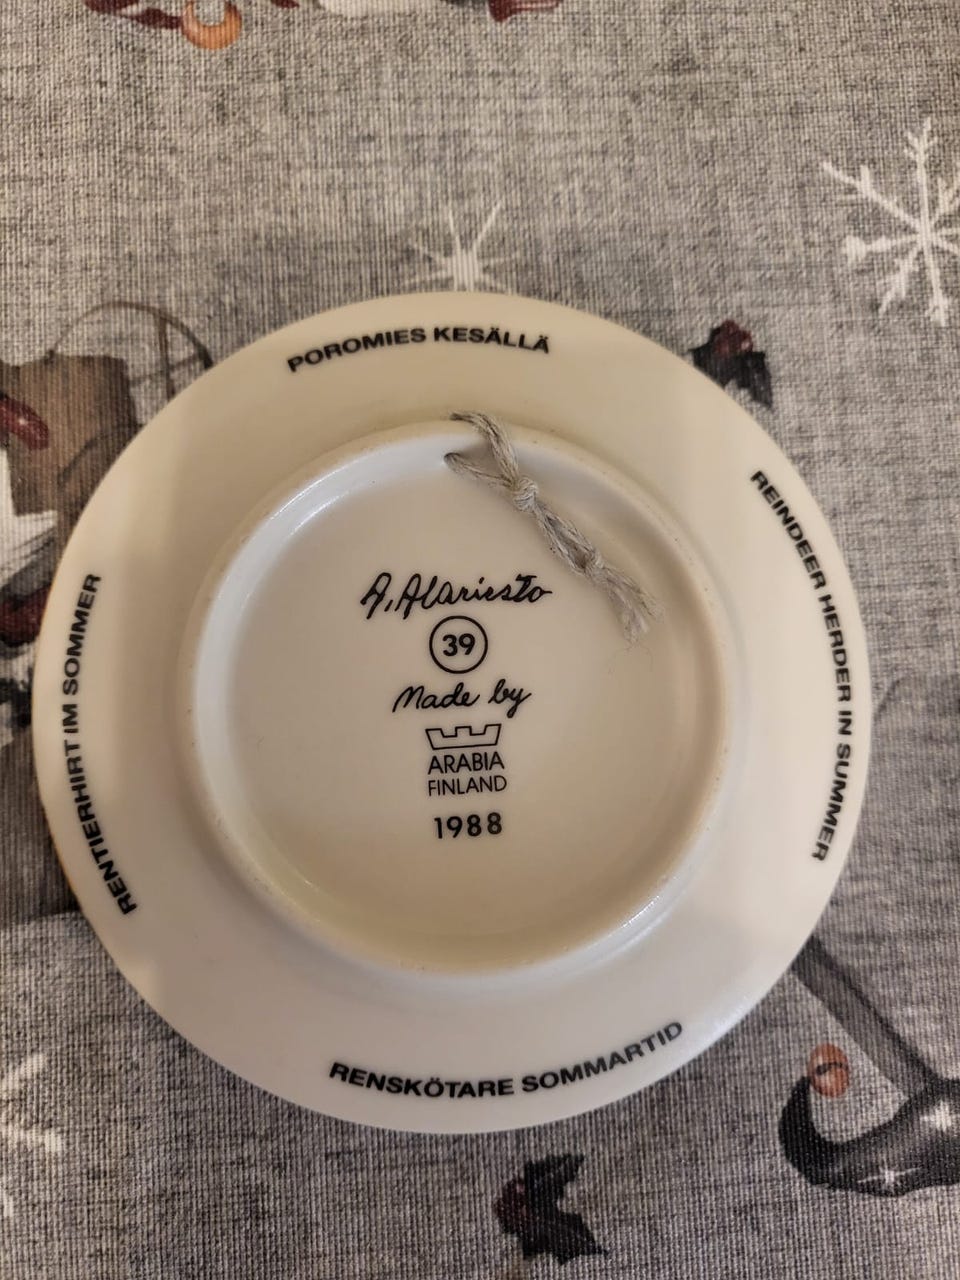 POROMIES KESÄLLÄ
REINDEER HERDER IN SUMMER
RENSKÖTARE SOMMARTID
RENTIERHIRT IM SOMMER
A. Alariesto
39
Made by
ARABIA
FINLAND
1988